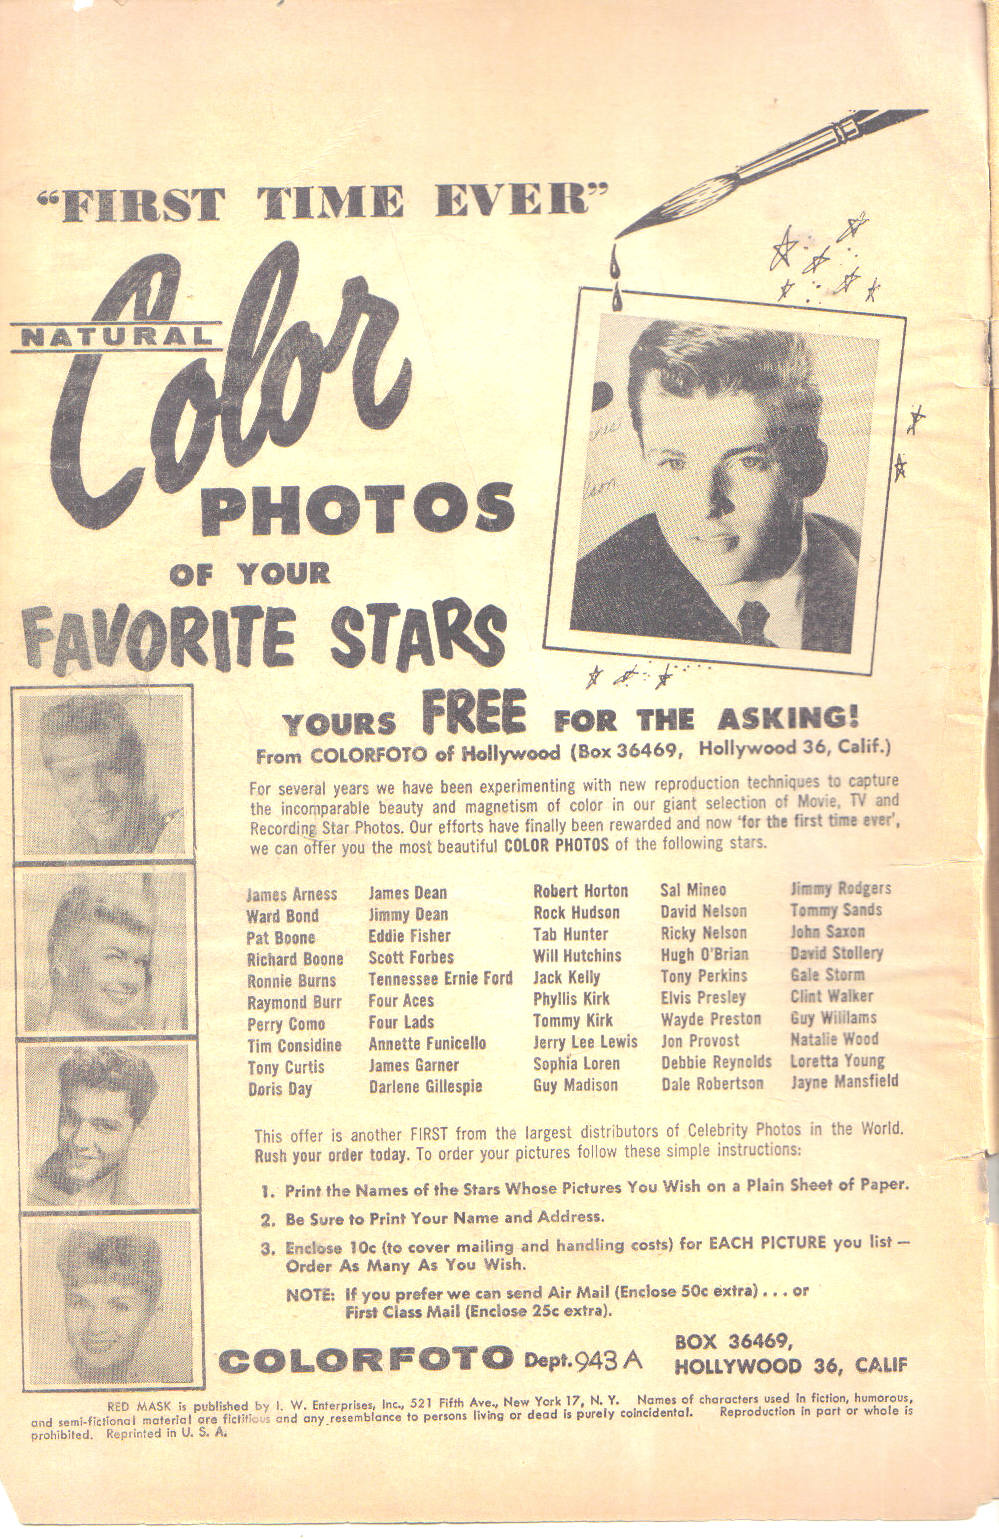 “FIRST TIME EVER”
NATURAL
Color
PHOTOS
OF YOUR
FAVORITE STARS
YOURS FREE FOR THE ASKING!
From COLORFOTO of Hollywood (Box 36469, Hollywood 36, Calif.)
For several years we have been experimenting with new reproduction techniques to capture
the incomparable beauty and magnetism of color in our giant selection of Movie, TV and
Recording Star Photos. Our efforts have finally been rewarded and now ‘for the first time ever’,
we can offer you the most beautiful COLOR PHOTOS of the following stars.
James Arness James Dean Robert Horton Sal Mineo Jimmy Rodgers
Ward Bond Jimmy Dean Rock Hudson David Nelson Tommy Sands
Pat Boone Eddie Fisher Tab Hunter Ricky Nelson John Saxon
Richard Boone Scott Forbes Will Hutchins Hugh O'Brian David Stollery
Ronnie Burns Tennessee Ernie Ford Jack Kelly Tony Perkins Gale Storm
Raymond Burr Four Aces Phyllis Kirk Elvis Presley Clint Walker
Perry Como Four Lads Tommy Kirk Wayde Preston Guy Williams
Tim Considine Annette Funicello Jerry Lee Lewis Jon Provost Natalie Wood
Tony Curtis James Garner Sophia Loren Debbie Reynolds Loretta Young
Doris Day Darlene Gillespie Guy Madison Dale Robertson Jayne Mansfield
This offer is another FIRST from the largest distributors of Celebrity Photos in the World.
Rush your order today. To order your pictures follow these simple instructions:
1. Print the Names of the Stars Whose Pictures You Wish on a Plain Sheet of Paper.
2. Be Sure to Print Your Name and Address.
3. Enclose 10c (to cover mailing and handling costs) for EACH PICTURE you list —
Order As Many As You Wish.
NOTE: If you prefer we can send Air Mail (Enclose 50c extra) . . . or
First Class Mail (Enclose 25c extra).
COLORFOTO Dept. 943 A
BOX 36469,
HOLLYWOOD 36, CALIF
RED MASK is published by I. W. Enterprises, Inc., 521 Fifth Ave., New York 17, N. Y. Names of characters used in fiction, humorous,
and semi-fictional material are fictitious and any resemblance to persons living or dead is purely coincidental. Reproduction in part or whole is
prohibited. Reprinted in U. S. A.